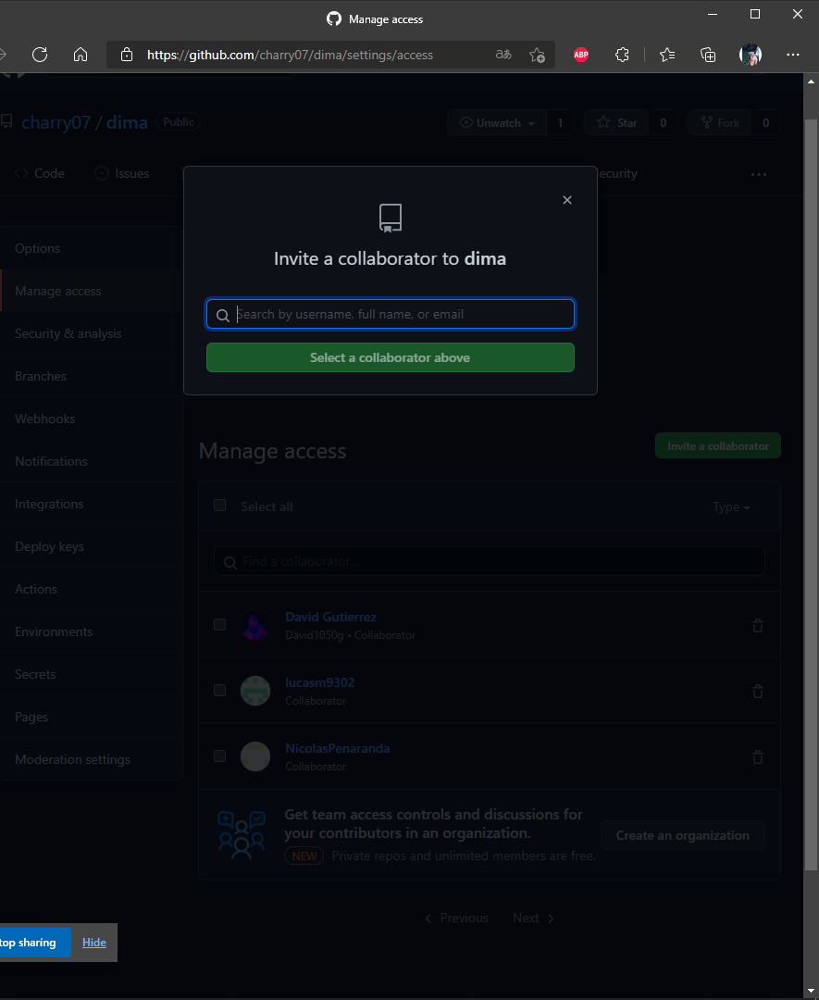 Manage access
https://github.com/charry07/dima/settings/access
aあ
ABP
charry07 / dima Public
Unwatch 1 Star 0 Fork 0
Code Issues ecurity
Invite a collaborator to dima
Search by username, full name, or email
Select a collaborator above
Options
Manage access
Security & analysis
Branches
Webhooks
Notifications
Integrations
Deploy keys
Actions
Environments
Secrets
Pages
Moderation settings
Manage access
Invite a collaborator
Select all Type
Find a collaborator...
David Gutierrez
David1050g • Collaborator
lucasm9302
Collaborator
NicolasPenaranda
Collaborator
Get team access controls and discussions for
your contributors in an organization.
NEW Private repos and unlimited members are free.
Create an organization
Previous Next
top sharing Hide